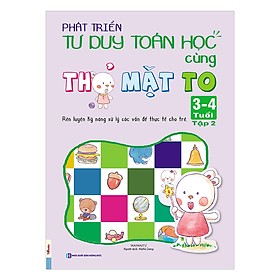 PHÁT TRIỂN
TƯ DUY TOÁN HỌC
cùng
THỎ MẶT TO
3-4
Tuổi
Tập 2
Rèn luyện kỹ năng xử lý các vấn đề thực tế cho trẻ